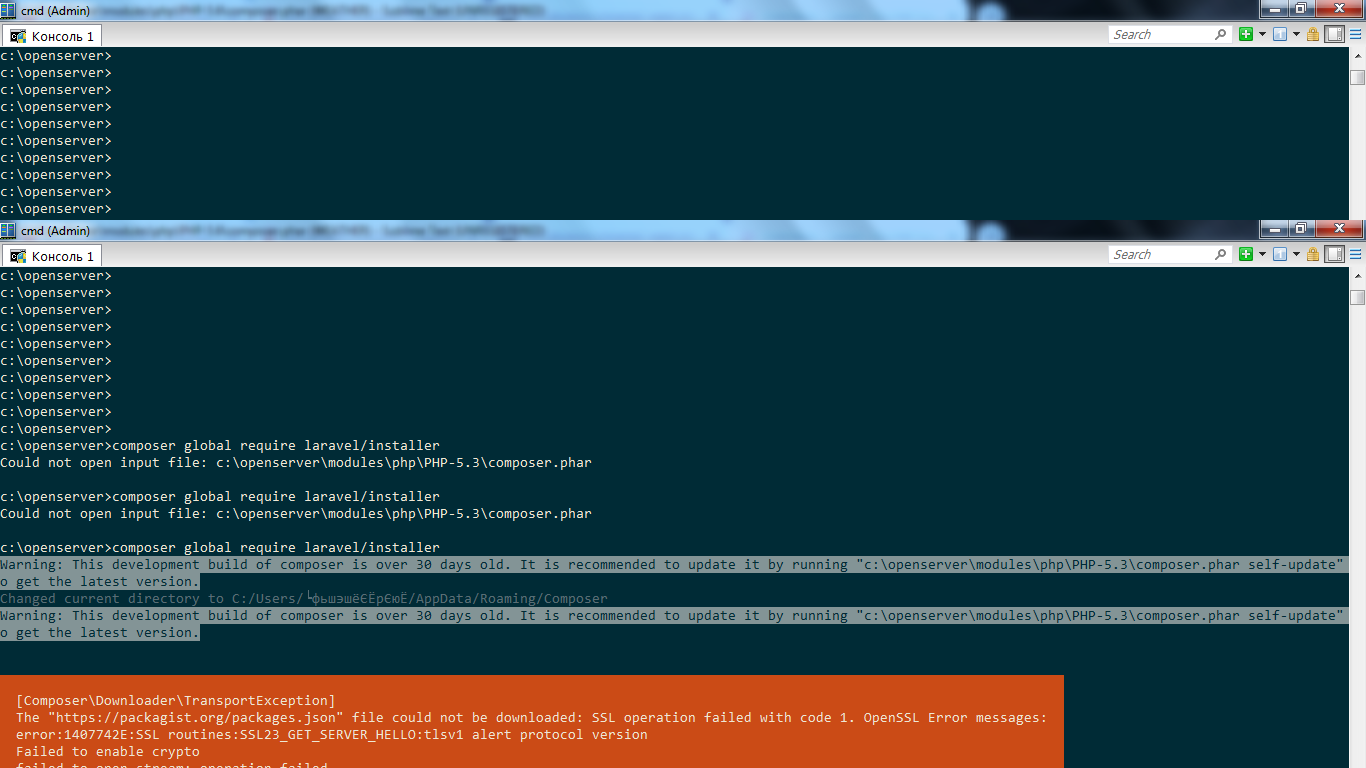 cmd (Admin)
Консоль 1
Search
c:\openserver>
c:\openserver>
c:\openserver>
c:\openserver>
c:\openserver>
c:\openserver>
c:\openserver>
c:\openserver>
c:\openserver>
c:\openserver>
cmd (Admin)
Консоль 1
Search
c:\openserver>
c:\openserver>
c:\openserver>
c:\openserver>
c:\openserver>
c:\openserver>
c:\openserver>
c:\openserver>
c:\openserver>
c:\openserver>
c:\openserver>composer global require laravel/installer
Could not open input file: c:\openserver\modules\php\PHP-5.3\composer.phar
c:\openserver>composer global require laravel/installer
Could not open input file: c:\openserver\modules\php\PHP-5.3\composer.phar
c:\openserver>composer global require laravel/installer
Warning: This development build of composer is over 30 days old. It is recommended to update it by running "c:\openserver\modules\php\PHP-5.3\composer.phar self-update"
o get the latest version.
Changed current directory to C:/Users/└фьшэшёЄЁрЄюЁ/AppData/Roaming/Composer
Warning: This development build of composer is over 30 days old. It is recommended to update it by running "c:\openserver\modules\php\PHP-5.3\composer.phar self-update"
o get the latest version.
[Composer\Downloader\TransportException]
The "https://packagist.org/packages.json" file could not be downloaded: SSL operation failed with code 1. OpenSSL Error messages:
error:1407742E:SSL routines:SSL23_GET_SERVER_HELLO:tlsv1 alert protocol version
Failed to enable crypto
failed to open stream: operation failed